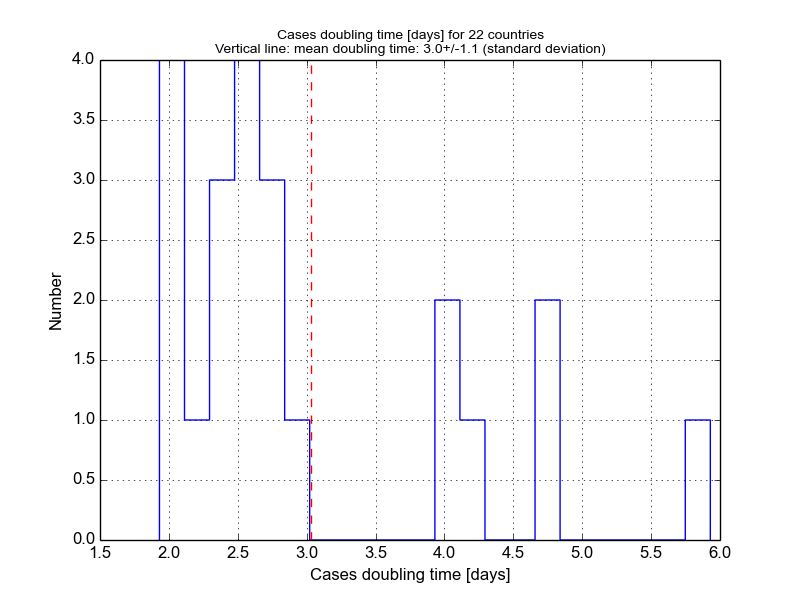 Cases doubling time [days] for 22 countries
Vertical line: mean doubling time: 3.0+/-1.1 (standard deviation)
4.0
3.5
3.0
2.5
2.0
1.5
1.0
0.5
0.0
Number
1.5 2.0 2.5 3.0 3.5 4.0 4.5 5.0 5.5 6.0
Cases doubling time [days]